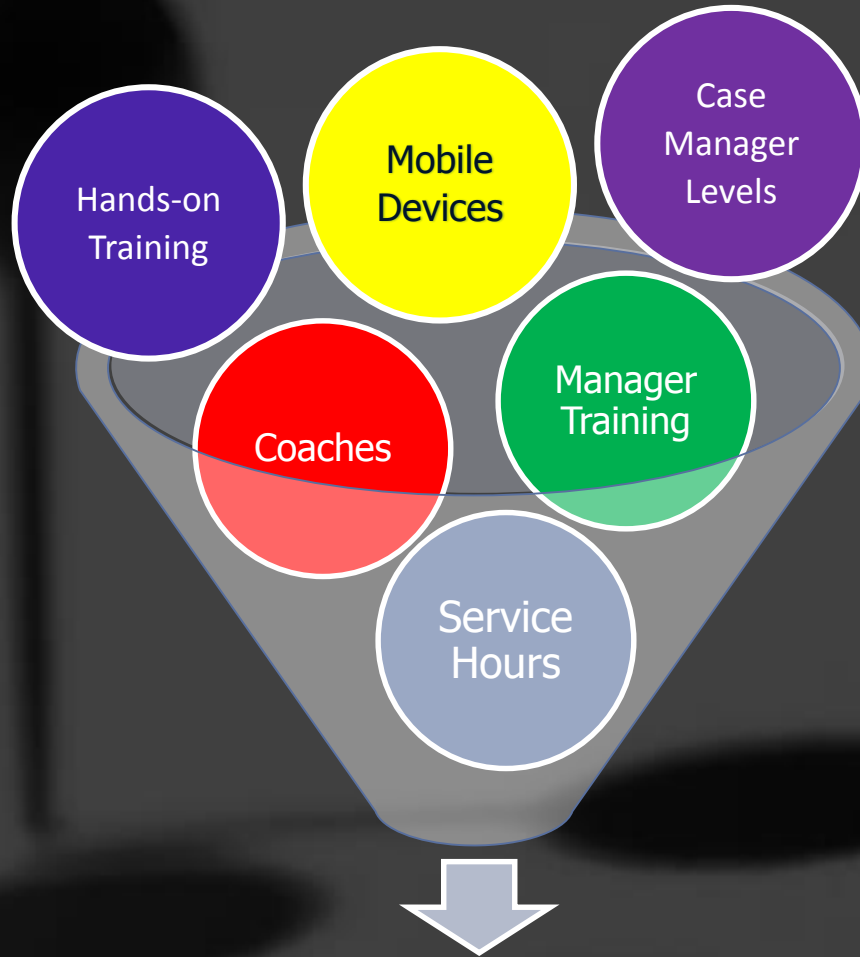 Hands-on
Training
Mobile
Devices
Case
Manager
Levels
Coaches
Manager
Training
Service
Hours